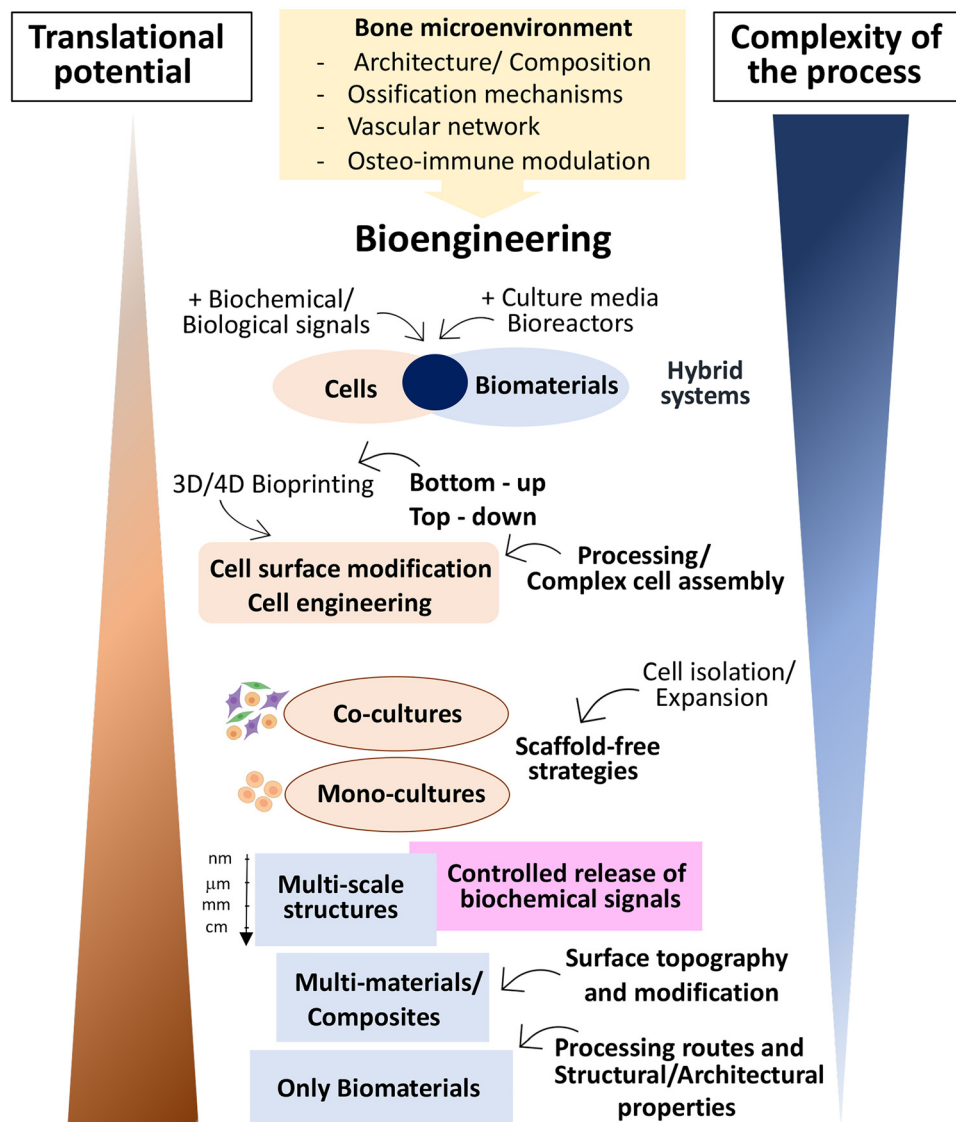 Translational
potential
Bone microenvironment
- Architecture/ Composition
- Ossification mechanisms
- Vascular network
- Osteo-immune modulation
Complexity of
the process
Bioengineering
+ Biochemical/
Biological signals
+ Culture media
Bioreactors
Cells
Biomaterials
Hybrid
systems
3D/4D Bioprinting
Bottom - up
Top - down
Processing/
Complex cell assembly
Cell surface modification
Cell engineering
Cell isolation/
Expansion
Co-cultures
Scaffold-free
strategies
Mono-cultures
nm
μm
mm
cm
Multi-scale
structures
Controlled release of
biochemical signals
Surface topography
and modification
Multi-materials/
Composites
Processing routes and
Structural/Architectural
properties
Only Biomaterials